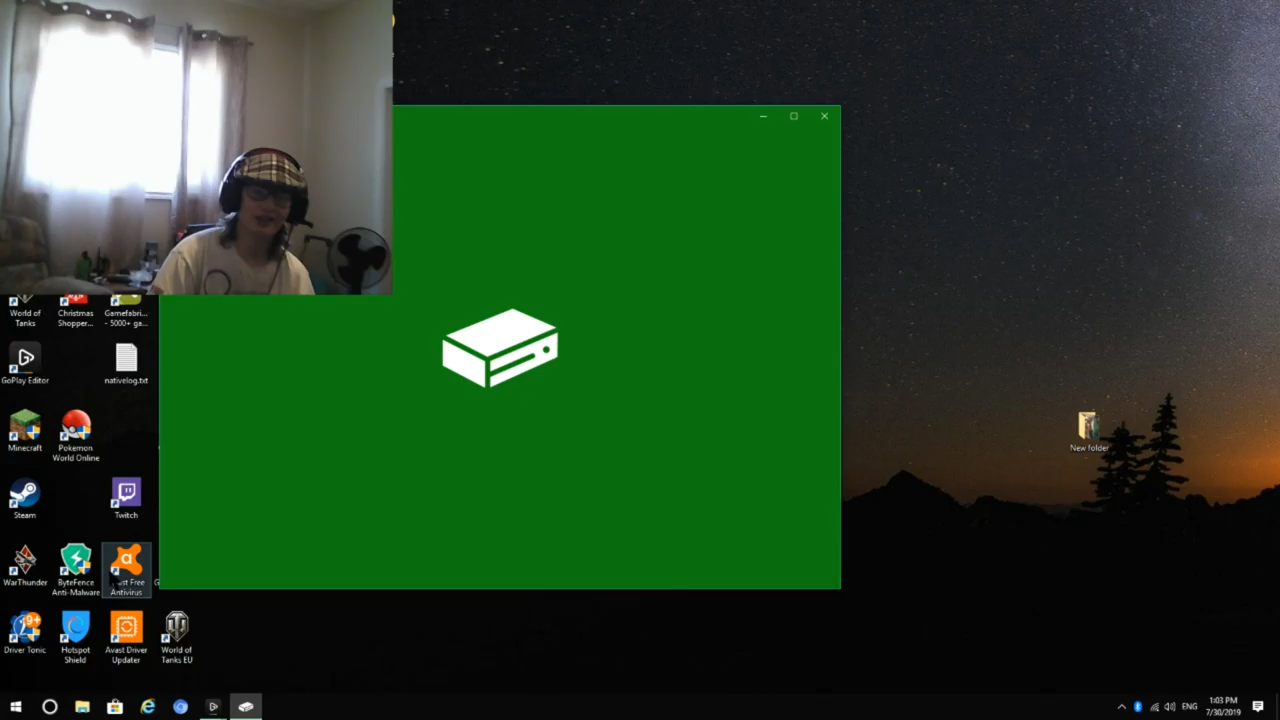 World of
Tanks
Christmas
Shopper...
Gamefabri...
- 5000+ ga...
GoPlay Editor
nativelog.txt
Minecraft
Pokemon
World Online
New folder
Steam
Twitch
WarThunder
ByteFence
Anti-Malware
a
Avast Free
Antivirus
G
9+
Driver Tonic
Hotspot
Shield
Avast Driver
Updater
World of
Tanks EU
ENG
1:03 PM
7/30/2019